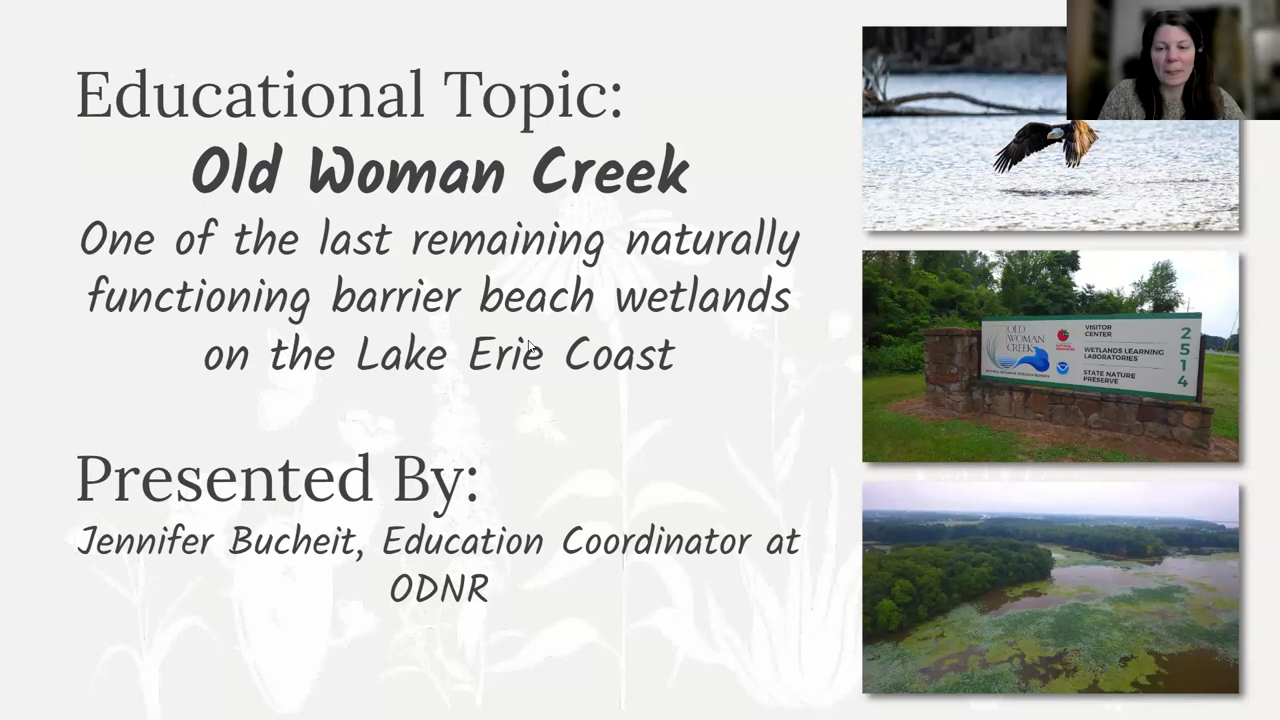 Educational Topic:
Old Woman Creek
One of the last remaining naturally
functioning barrier beach wetlands
on the Lake Erie Coast
Presented By:
Jennifer Bucheit, Education Coordinator at
ODNR
OLD
WOMAN
CREEK
VISITOR
CENTER
WETLANDS LEARNING
LABORATORIES
STATE NATURE
PRESERVE
2514